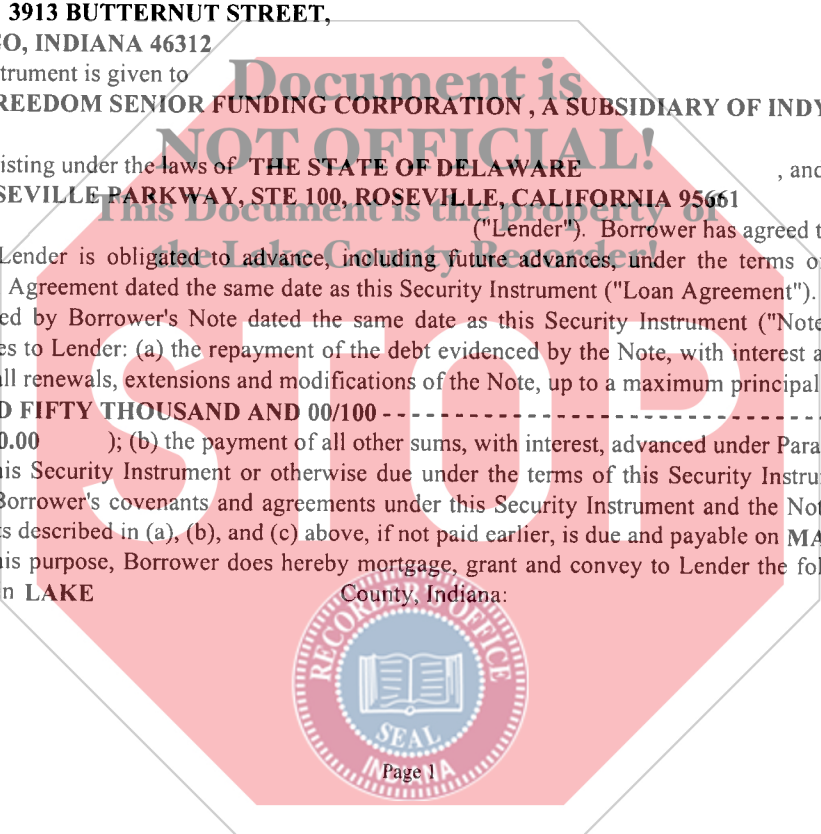 3913 BUTTERNUT STREET,
O, INDIANA 46312
trument is given to
Document is
REEDOM SENIOR FUNDING CORPORATION , A SUBSIDIARY OF INDY
NOT OFFICIAL!
isting under the laws of THE STATE OF DELAWARE , and
SEVILLE PARKWAY, STE 100, ROSEVILLE, CALIFORNIA 95661
This Document is the property of
("Lender"). Borrower has agreed t
the Lake County Recorder!
Lender is obligated to advance, including future advances, under the terms o
Agreement dated the same date as this Security Instrument ("Loan Agreement").
ed by Borrower's Note dated the same date as this Security Instrument ("Note
es to Lender: (a) the repayment of the debt evidenced by the Note, with interest a
ll renewals, extensions and modifications of the Note, up to a maximum principal
D FIFTY THOUSAND AND 00/100 - - - - - - - - - - - - - - - - - - - - - - - - - - - - - - - - - -
STOP
0.00 ); (b) the payment of all other sums, with interest, advanced under Para
his Security Instrument or otherwise due under the terms of this Security Instru
Borrower's covenants and agreements under this Security Instrument and the Not
s described in (a), (b), and (c) above, if not paid earlier, is due and payable on MA
is purpose, Borrower does hereby mortgage, grant and convey to Lender the fol
n LAKE County, Indiana:
RECORDER'S OFFICE
SEAL
INDIANA
Page 1